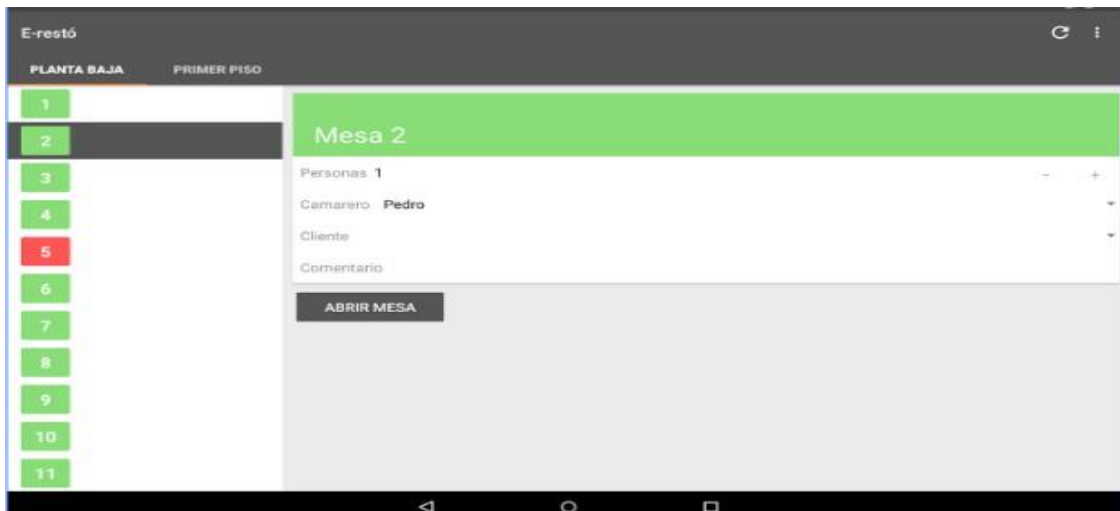 E-restó
PLANTA BAJA PRIMER PISO
1
2
3
4
5
6
7
8
9
10
11
Mesa 2
Personas 1 - +
Camarero Pedro
Cliente
Comentario
ABRIR MESA